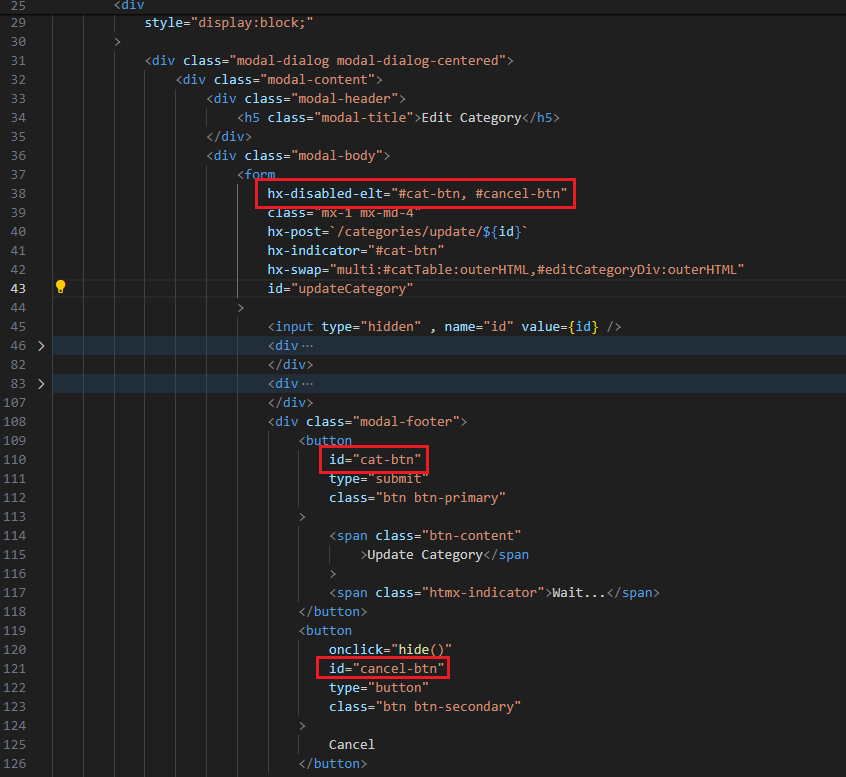 25 <div
29 style="display:block;"
30 >
31 <div class="modal-dialog modal-dialog-centered">
32 <div class="modal-content">
33 <div class="modal-header">
34 <h5 class="modal-title">Edit Category</h5>
35 </div>
36 <div class="modal-body">
37 <form
38 hx-disabled-elt="#cat-btn, #cancel-btn"
39 class="mx-1 mx-md-4"
40 hx-post=`/categories/update/${id}`
41 hx-indicator="#cat-btn"
42 hx-swap="multi:#catTable:outerHTML,#editCategoryDiv:outerHTML"
43 id="updateCategory"
44 >
45 <input type="hidden" , name="id" value={id} />
46 <div ···
82 </div>
83 <div ···
107 </div>
108 <div class="modal-footer">
109 <button
110 id="cat-btn"
111 type="submit"
112 class="btn btn-primary"
113 >
114 <span class="btn-content"
115 >Update Category</span
116 >
117 <span class="htmx-indicator">Wait...</span>
118 </button>
119 <button
120 onclick="hide()"
121 id="cancel-btn"
122 type="button"
123 class="btn btn-secondary"
124 >
125 Cancel
126 </button>